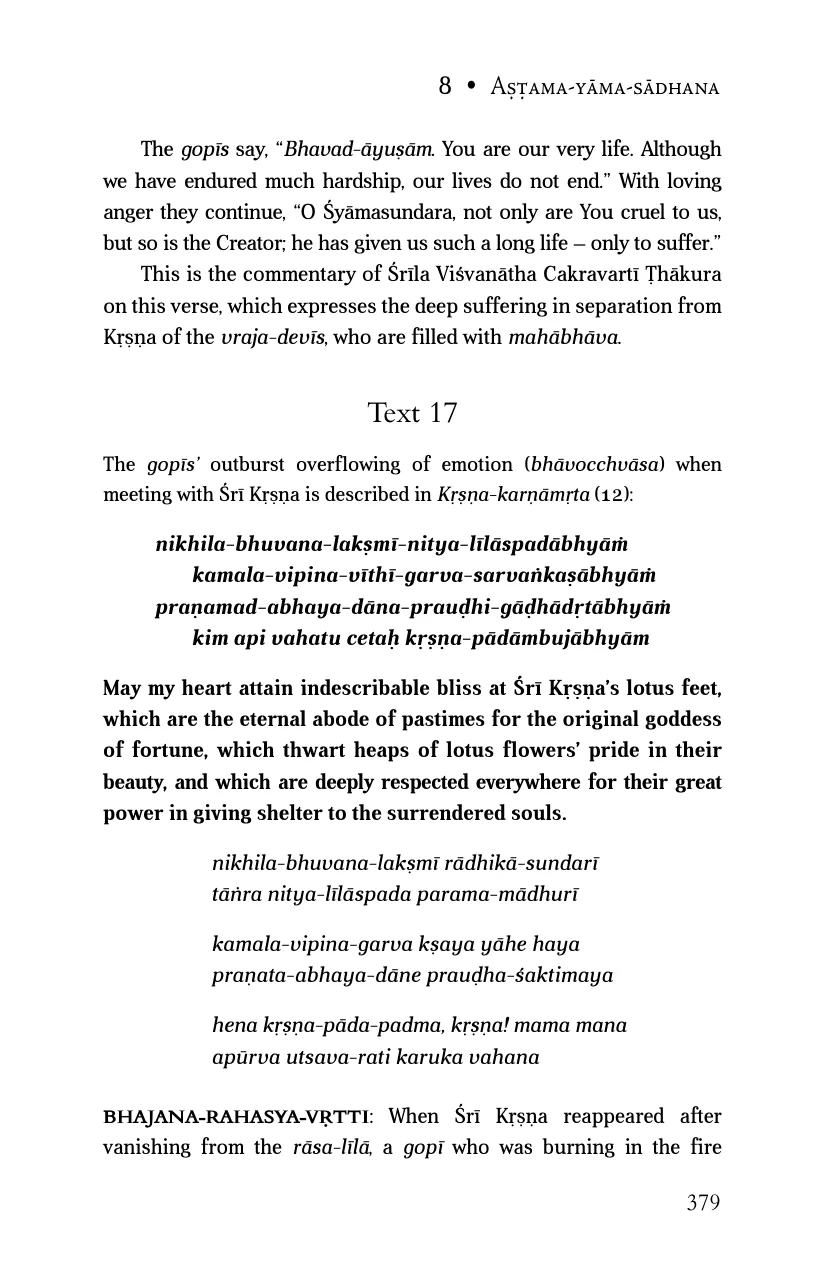 8 • Aṣṭama-yāma-sādhana
The gopīs say, “Bhavad-āyuṣām. You are our very life. Although
we have endured much hardship, our lives do not end.” With loving
anger they continue, “O Śyāmasundara, not only are You cruel to us,
but so is the Creator; he has given us such a long life – only to suffer.”
This is the commentary of Śrīla Viśvanātha Cakravartī Ṭhākura
on this verse, which expresses the deep suffering in separation from
Kṛṣṇa of the vraja-devīs, who are filled with mahābhāva.
Text 17
The gopīs’ outburst overflowing of emotion (bhāvocchvāsa) when
meeting with Śrī Kṛṣṇa is described in Kṛṣṇa-karṇāmṛta (12):
nikhila-bhuvana-lakṣmī-nitya-līlāspadābhyāṁ
kamala-vipina-vīthī-garva-sarvaṅkaṣābhyāṁ
praṇamad-abhaya-dāna-prauḍhi-gāḍhādṛtābhyāṁ
kim api vahatu cetaḥ kṛṣṇa-pādāmbujābhyām
May my heart attain indescribable bliss at Śrī Kṛṣṇa’s lotus feet,
which are the eternal abode of pastimes for the original goddess
of fortune, which thwart heaps of lotus flowers’ pride in their
beauty, and which are deeply respected everywhere for their great
power in giving shelter to the surrendered souls.
nikhila-bhuvana-lakṣmī rādhikā-sundarī
tāṅra nitya-līlāspada parama-mādhurī
kamala-vipina-garva kṣaya yāhe haya
praṇata-abhaya-dāne prauḍha-śaktimaya
hena kṛṣṇa-pāda-padma, kṛṣṇa! mama mana
apūrva utsava-rati karuka vahana
BHAJANA-RAHASYA-VṚTTI: When Śrī Kṛṣṇa reappeared after
vanishing from the rāsa-līlā, a gopī who was burning in the fire
379